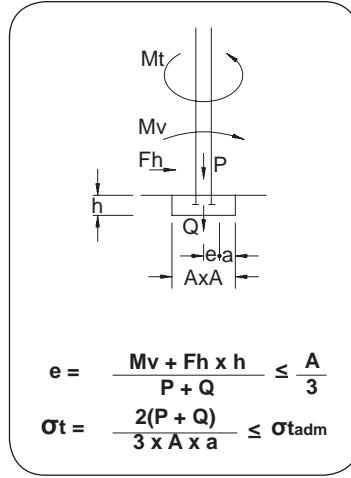 Mt
Mv
Fh
P
h
Q
e a
AxA
e = Mv + Fh x h / P + Q ≤ A / 3
σt = 2(P + Q) / 3 x A x a ≤ σtadm